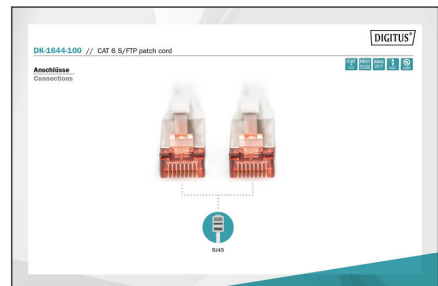 DIGITUS®
DK-1644-100 // CAT 6 S/FTP patch cord
Anschlüsse
Connections
RJ45